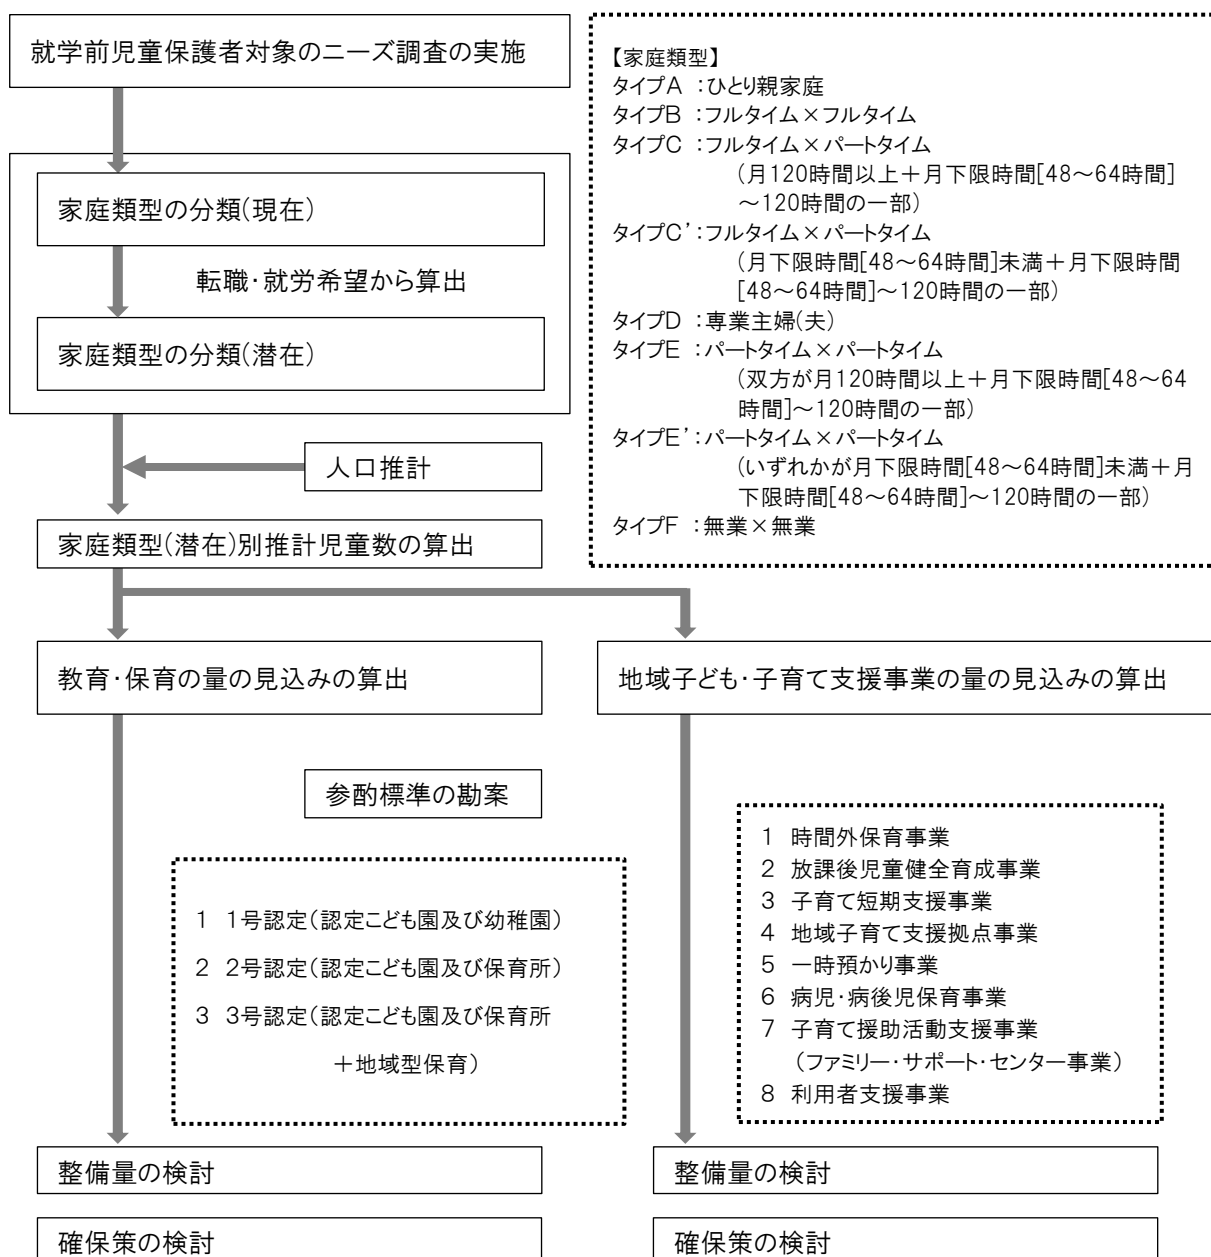 就学前児童保護者対象のニーズ調査の実施
家庭類型の分類(現在)
転職・就労希望から算出
家庭類型の分類(潜在)
人口推計
家庭類型(潜在)別推計児童数の算出
【家庭類型】
タイプA ：ひとり親家庭
タイプB ：フルタイム×フルタイム
タイプC ：フルタイム×パートタイム
（月120時間以上＋月下限時間[48～64時間]
～120時間の一部）
タイプC’：フルタイム×パートタイム
（月下限時間[48～64時間]未満＋月下限時間
[48～64時間]～120時間の一部）
タイプD ：専業主婦(夫)
タイプE ：パートタイム×パートタイム
（双方が月120時間以上＋月下限時間[48～64
時間]～120時間の一部）
タイプE’：パートタイム×パートタイム
（いずれかが月下限時間[48～64時間]未満＋月
下限時間[48～64時間]～120時間の一部）
タイプF ：無業×無業
教育・保育の量の見込みの算出
参酌標準の勘案
1 1号認定（認定こども園及び幼稚園）
2 2号認定（認定こども園及び保育所）
3 3号認定（認定こども園及び保育所
＋地域型保育）
整備量の検討
確保策の検討
地域子ども・子育て支援事業の量の見込みの算出
1 時間外保育事業
2 放課後児童健全育成事業
3 子育て短期支援事業
4 地域子育て支援拠点事業
5 一時預かり事業
6 病児・病後児保育事業
7 子育て援助活動支援事業
（ファミリー・サポート・センター事業）
8 利用者支援事業
整備量の検討
確保策の検討